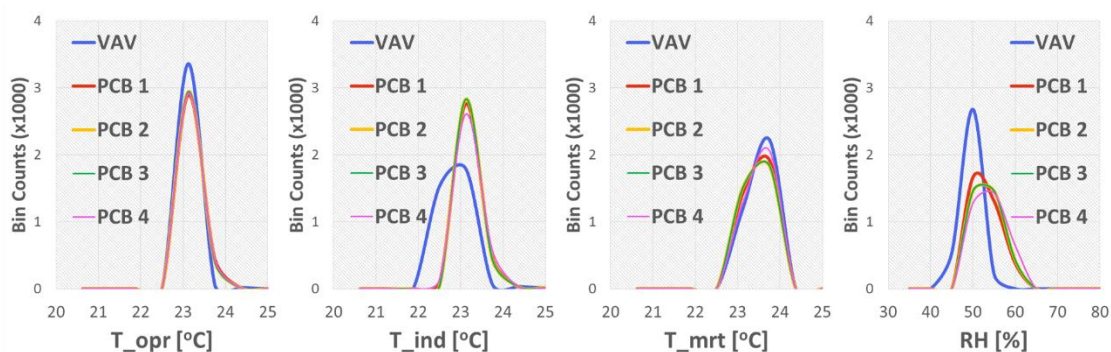 Bin Counts (x1000)
4
3
2
1
0
VAV
PCB 1
PCB 2
PCB 3
PCB 4
20 21 22 23 24 25
T_opr [°C]
Bin Counts (x1000)
4
3
2
1
0
VAV
PCB 1
PCB 2
PCB 3
PCB 4
20 21 22 23 24 25
T_ind [°C]
Bin Counts (x1000)
4
3
2
1
0
VAV
PCB 1
PCB 2
PCB 3
PCB 4
20 21 22 23 24 25
T_mrt [°C]
Bin Counts (x1000)
4
3
2
1
0
VAV
PCB 1
PCB 2
PCB 3
PCB 4
30 40 50 60 70 80
RH [%]